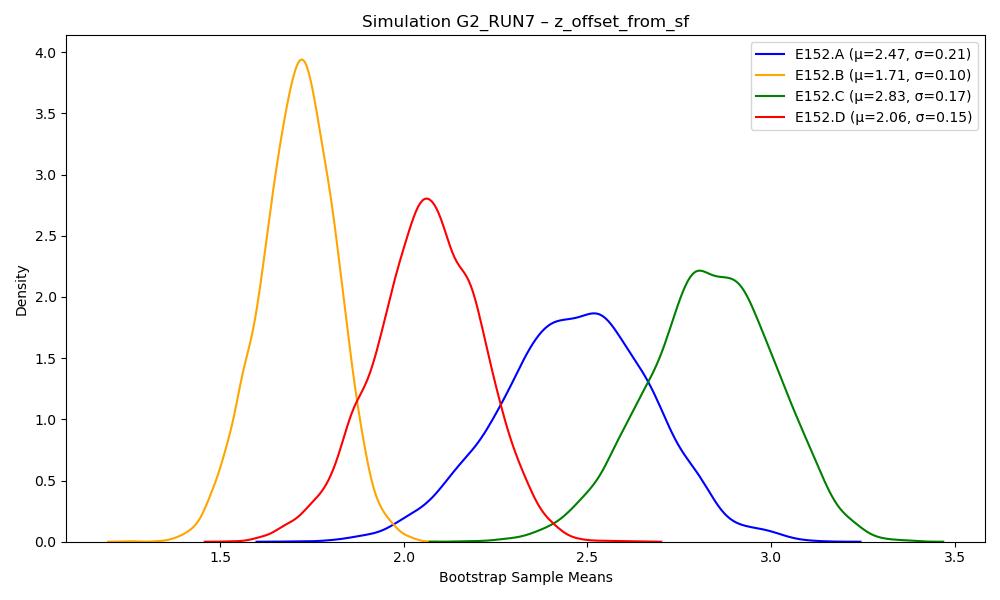 Simulation G2_RUN7 – z_offset_from_sf
E152.A (μ=2.47, σ=0.21)
E152.B (μ=1.71, σ=0.10)
E152.C (μ=2.83, σ=0.17)
E152.D (μ=2.06, σ=0.15)
Density
4.0
3.5
3.0
2.5
2.0
1.5
1.0
0.5
0.0
1.5 2.0 2.5 3.0 3.5
Bootstrap Sample Means